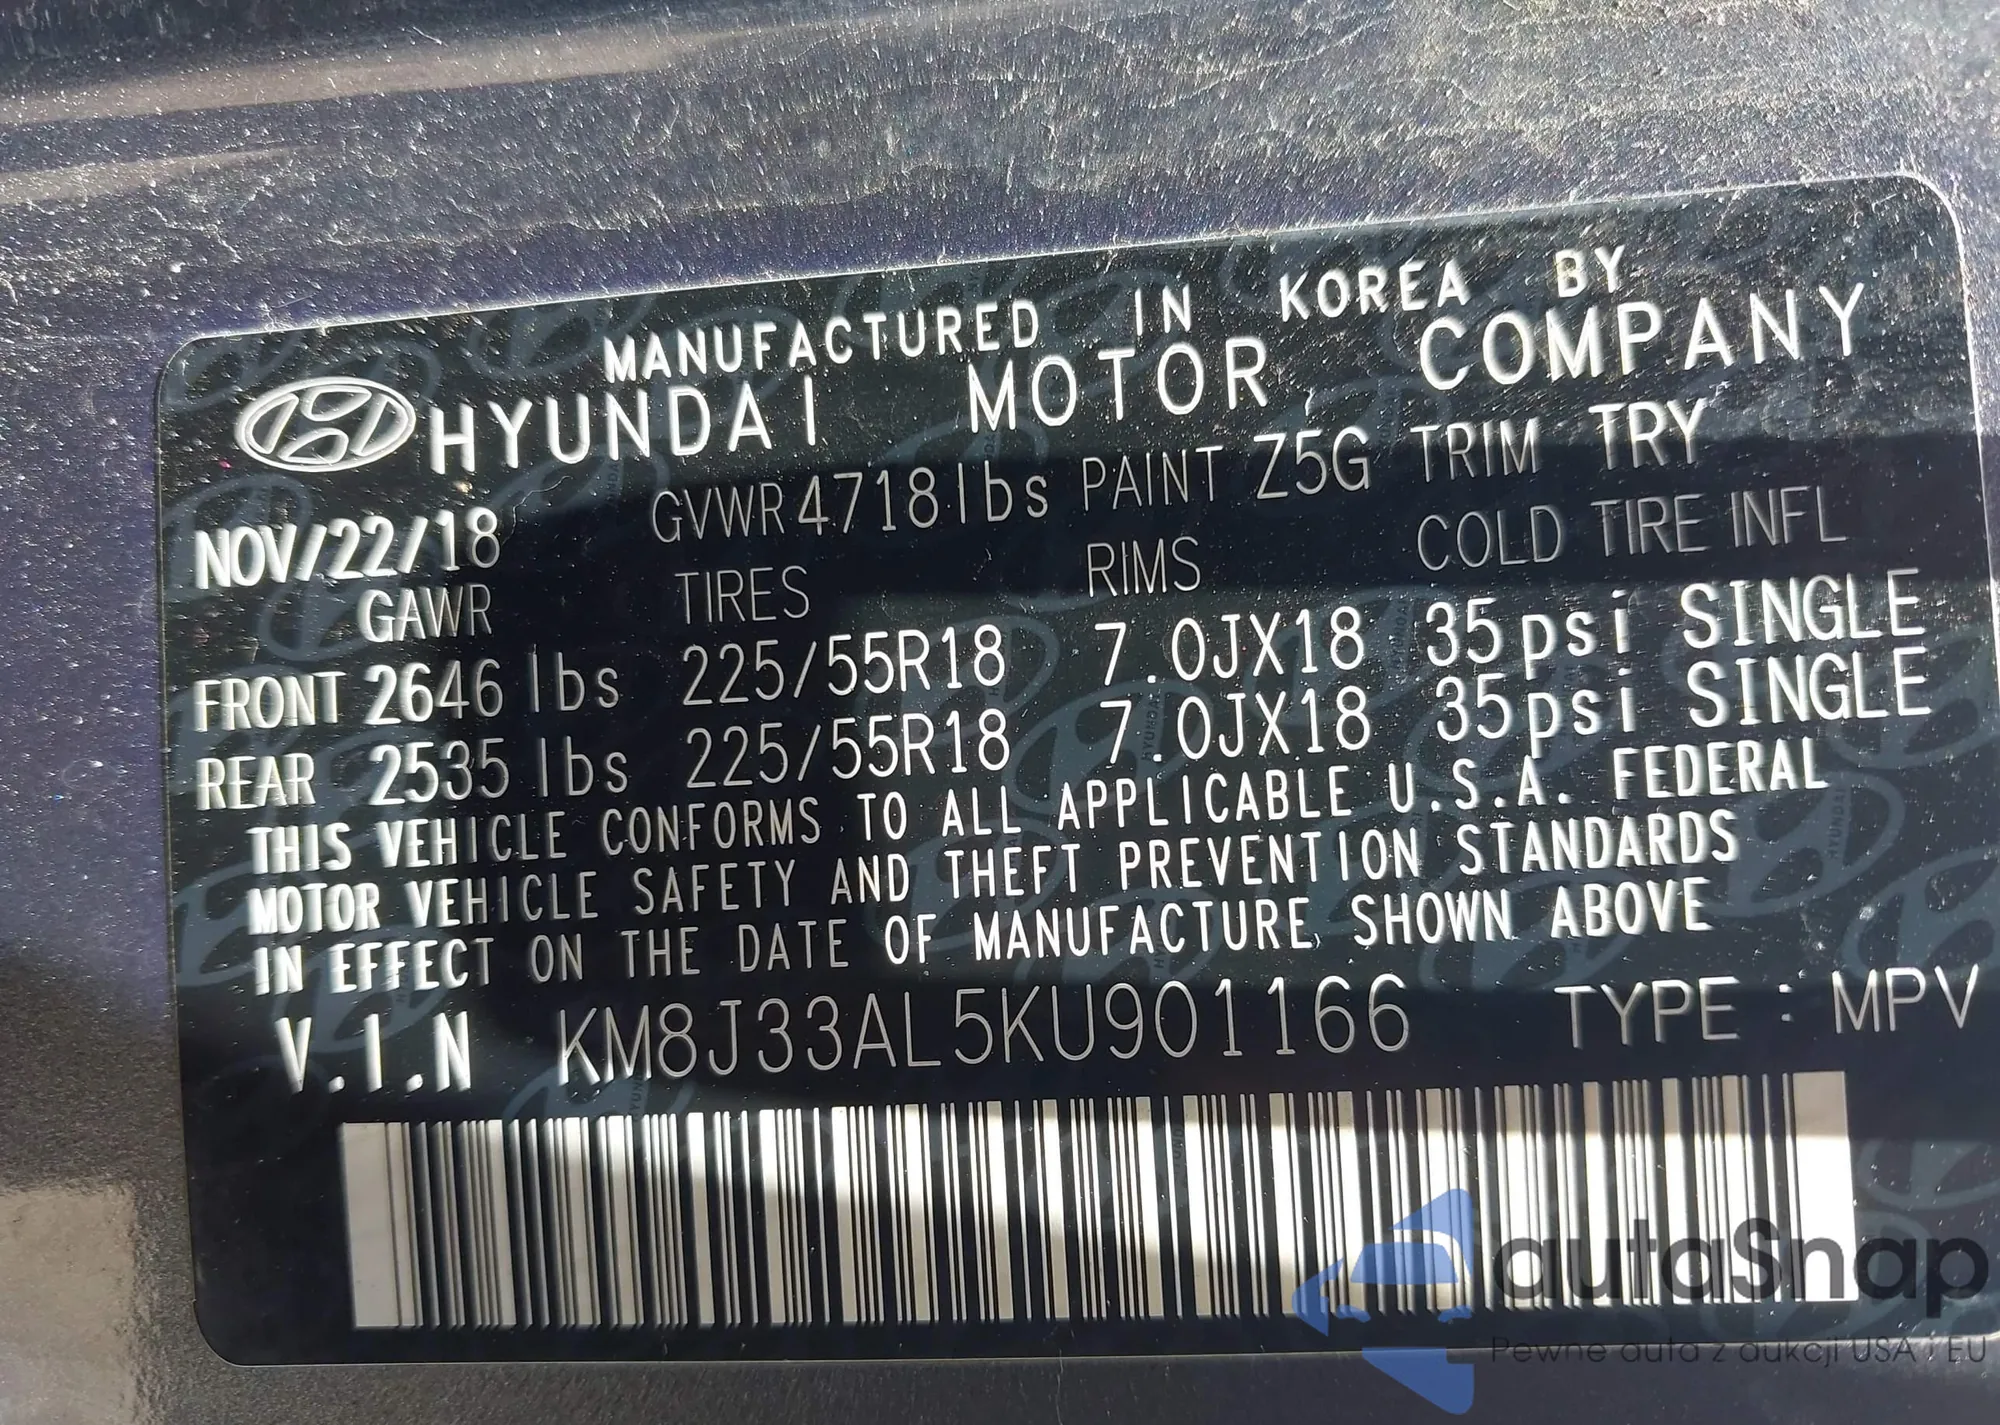 MANUFACTURED IN KOREA BY
HYUNDAI MOTOR COMPANY
NOV/22/18 GVWR 4718lbs PAINT Z5G TRIM TRY
GAWR TIRES RIMS COLD TIRE INFL
FRONT 2646 lbs 225/55R18 7.0JX18 35psi SINGLE
REAR 2535 lbs 225/55R18 7.0JX18 35psi SINGLE
THIS VEHICLE CONFORMS TO ALL APPLICABLE U.S.A. FEDERAL
MOTOR VEHICLE SAFETY AND THEFT PREVENTION STANDARDS
IN EFFECT ON THE DATE OF MANUFACTURE, SHOWN ABOVE
V.I.N KM8J33AL5KU901166 TYPE : MPV
autaSnap
Pewne auta z aukcji USA i EU